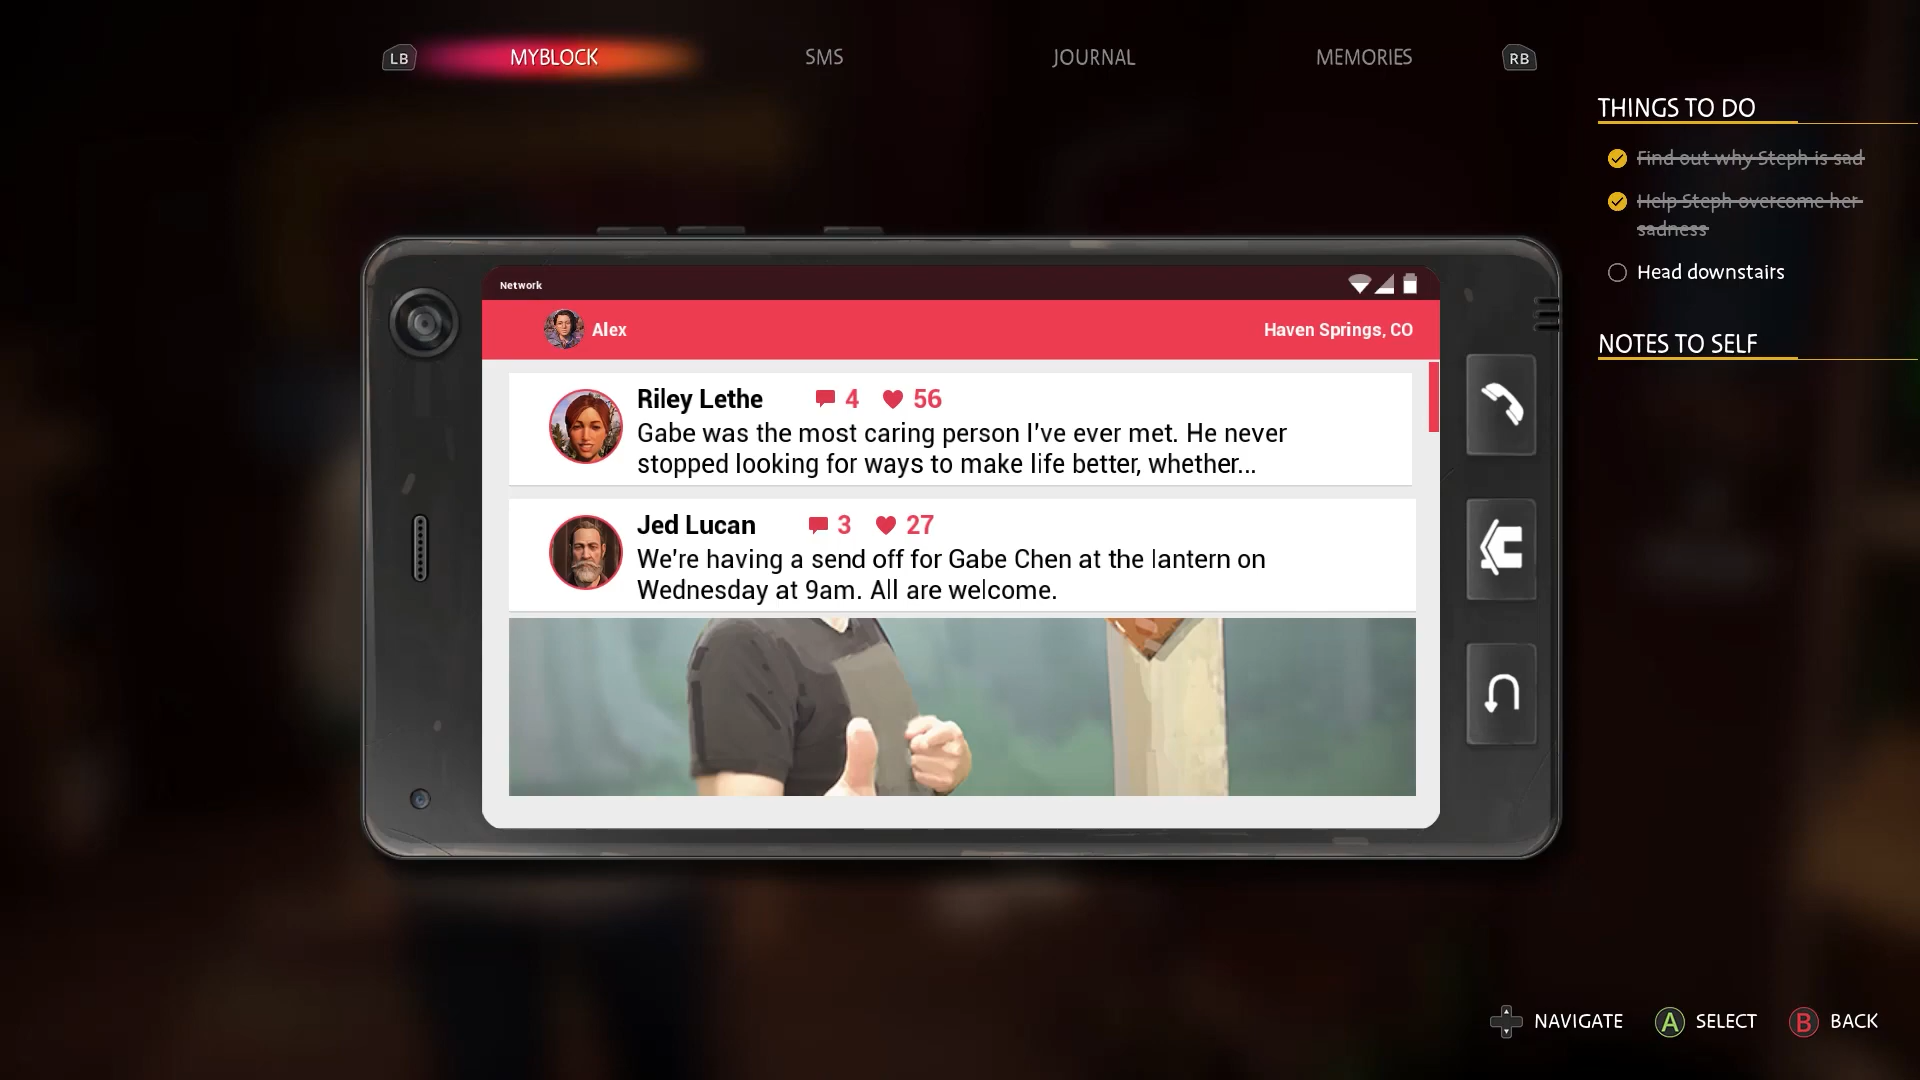 LB
MYBLOCK
SMS
JOURNAL
MEMORIES
RB
THINGS TO DO
Find out why Steph is sad
Help Steph overcome her
sadness
Head downstairs
NOTES TO SELF
Network
Alex
Haven Springs, CO
Riley Lethe 4 56
Gabe was the most caring person I've ever met. He never
stopped looking for ways to make life better, whether...
Jed Lucan 3 27
We're having a send off for Gabe Chen at the lantern on
Wednesday at 9am. All are welcome.
NAVIGATE
A SELECT
B BACK